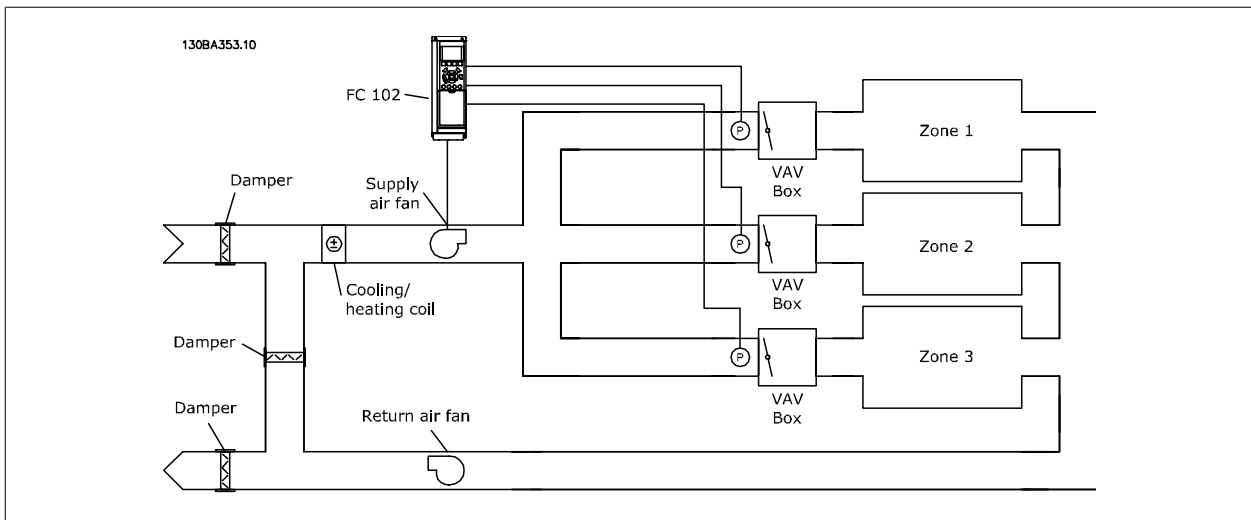 130BA353.10
FC 102
Damper
Supply
air fan
Cooling/
heating coil
Damper
Damper
Return air fan
P
VAV
Box
Zone 1
P
VAV
Box
Zone 2
P
VAV
Box
Zone 3